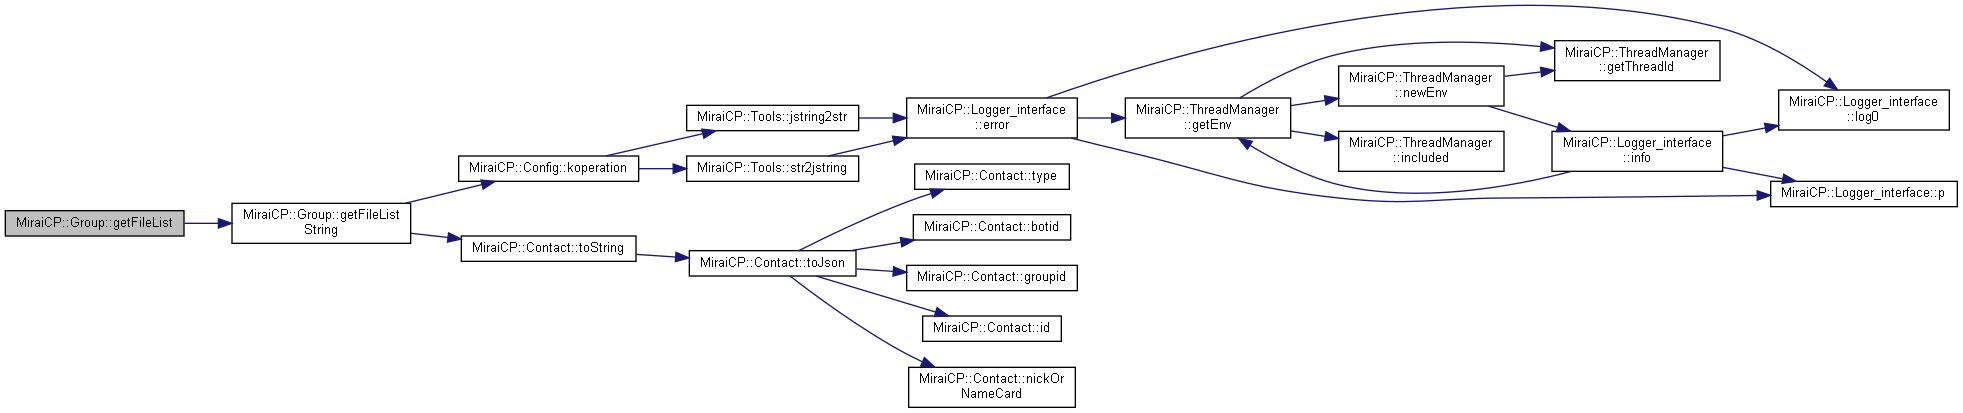 MiraiCP::Group::getFileList
MiraiCP::Group::getFileList
String
MiraiCP::Config::koperation
MiraiCP::Contact::toString
MiraiCP::Tools::jstring2str
MiraiCP::Tools::str2jstring
MiraiCP::Contact::toJson
MiraiCP::Logger_interface
::error
MiraiCP::Contact::type
MiraiCP::Contact::botid
MiraiCP::Contact::groupid
MiraiCP::Contact::id
MiraiCP::Contact::nickOr
NameCard
MiraiCP::ThreadManager
::getEnv
MiraiCP::ThreadManager
::newEnv
MiraiCP::ThreadManager
::included
MiraiCP::ThreadManager
::getThreadId
MiraiCP::Logger_interface
::info
MiraiCP::Logger_interface
::log0
MiraiCP::Logger_interface::p